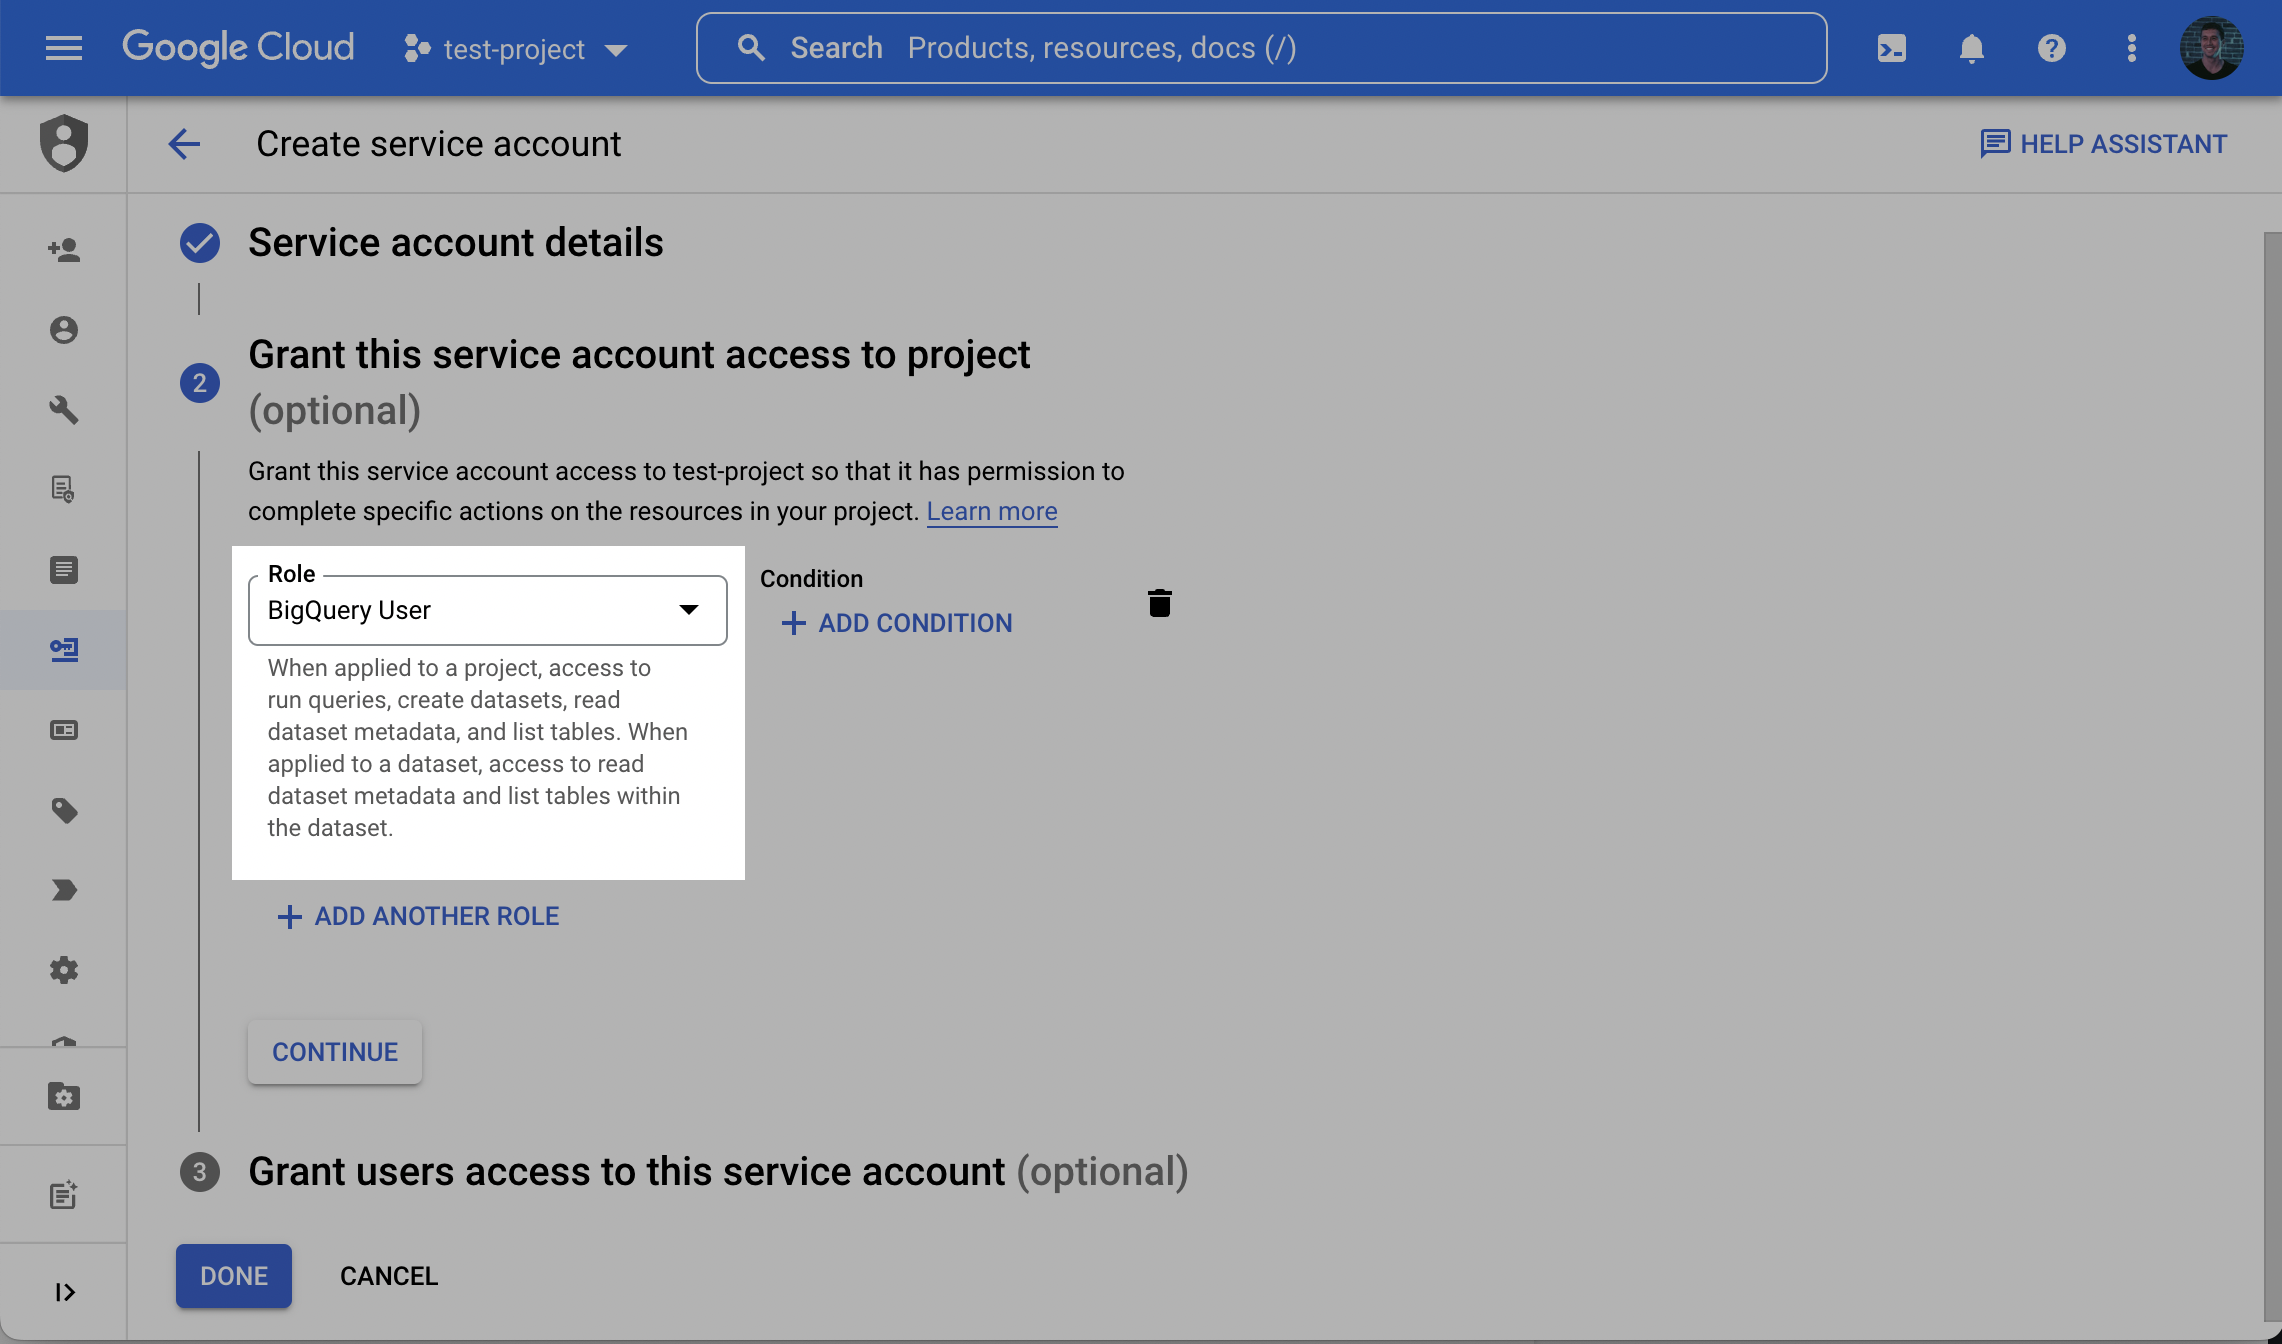 Google Cloud
test-project
Search Products, resources, docs (/)
Create service account
HELP ASSISTANT
Service account details
2
Grant this service account access to project
(optional)
Grant this service account access to test-project so that it has permission to
complete specific actions on the resources in your project. Learn more
Role
BigQuery User
When applied to a project, access to
run queries, create datasets, read
dataset metadata, and list tables. When
applied to a dataset, access to read
dataset metadata and list tables within
the dataset.
Condition
ADD CONDITION
ADD ANOTHER ROLE
CONTINUE
3
Grant users access to this service account (optional)
DONE
CANCEL